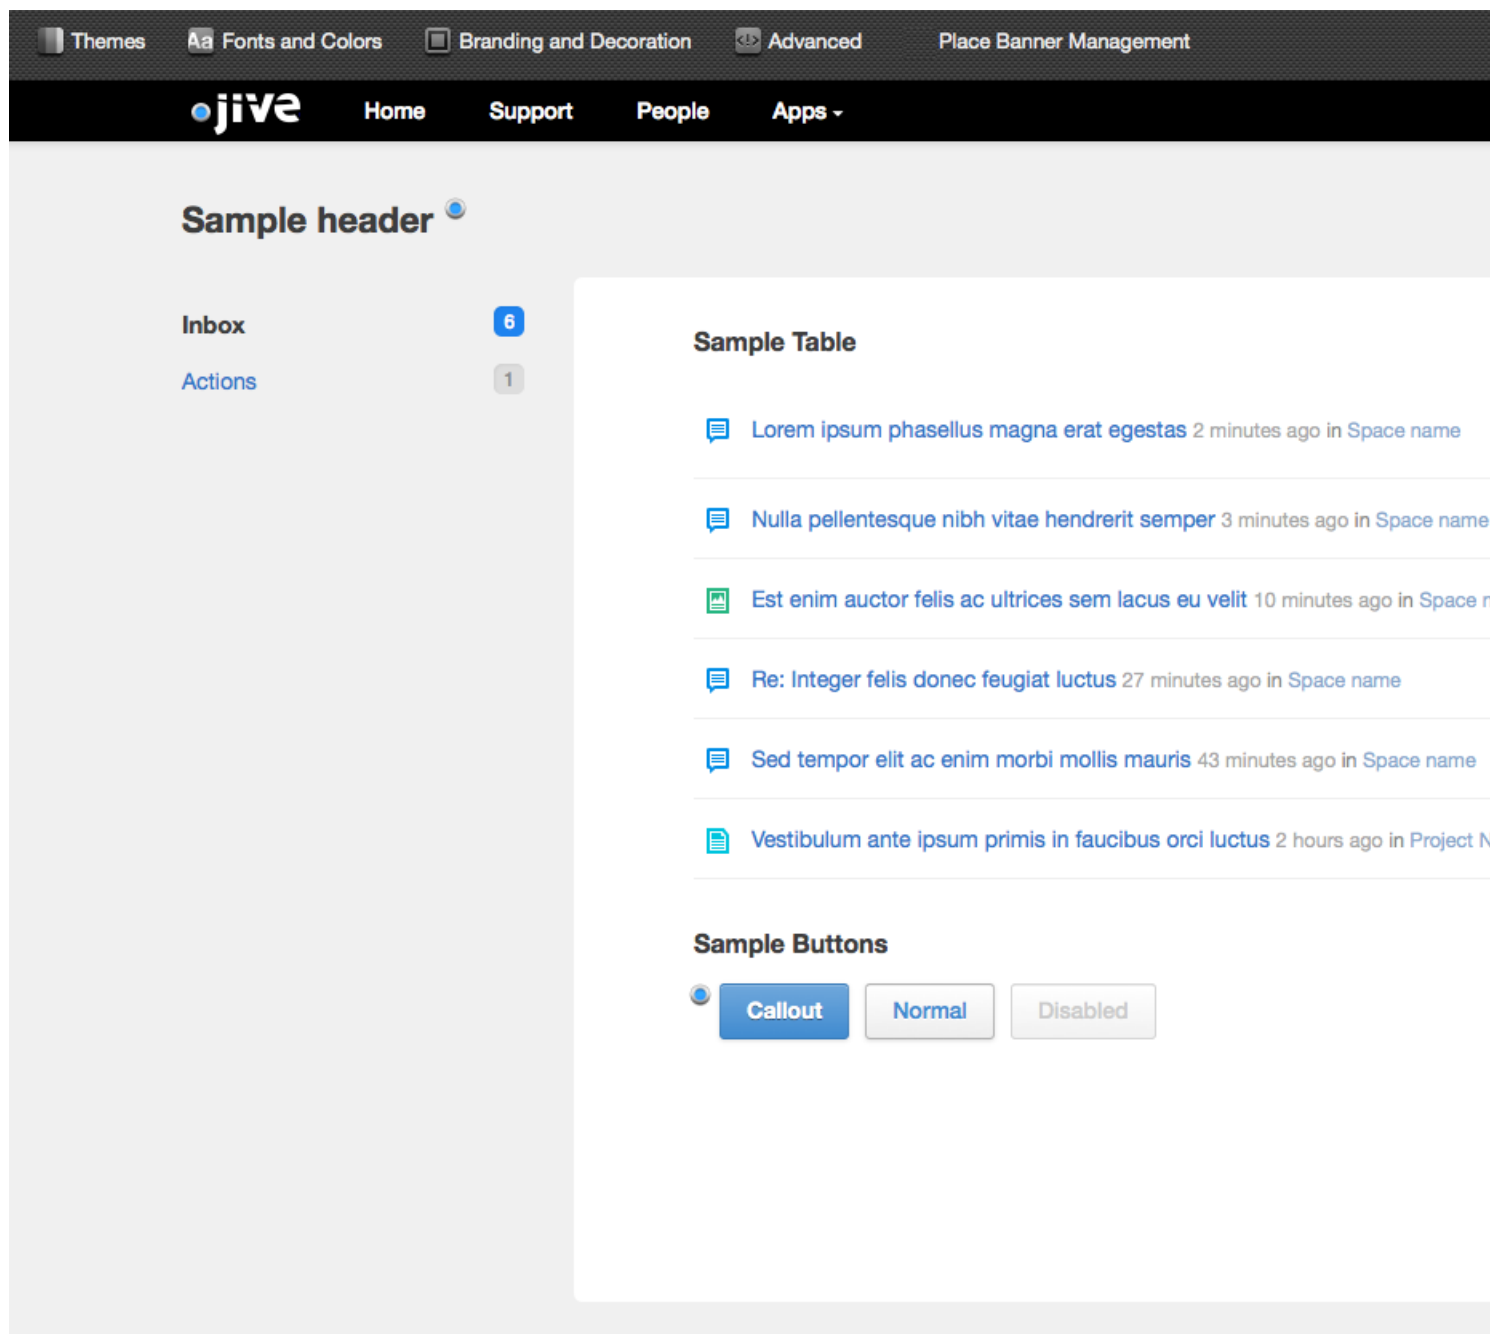 Themes Aa Fonts and Colors Branding and Decoration Advanced Place Banner Management
jive Home Support People Apps
Sample header
Inbox 6
Actions 1
Sample Table
Lorem ipsum phasellus magna erat egestas 2 minutes ago in Space name
Nulla pellentesque nibh vitae hendrerit semper 3 minutes ago in Space name
Est enim auctor felis ac ultrices sem lacus eu velit 10 minutes ago in Space
Re: Integer felis donec feugiat luctus 27 minutes ago in Space name
Sed tempor elit ac enim morbi mollis mauris 43 minutes ago in Space name
Vestibulum ante ipsum primis in faucibus orci luctus 2 hours ago in Project
Sample Buttons
Callout Normal Disabled